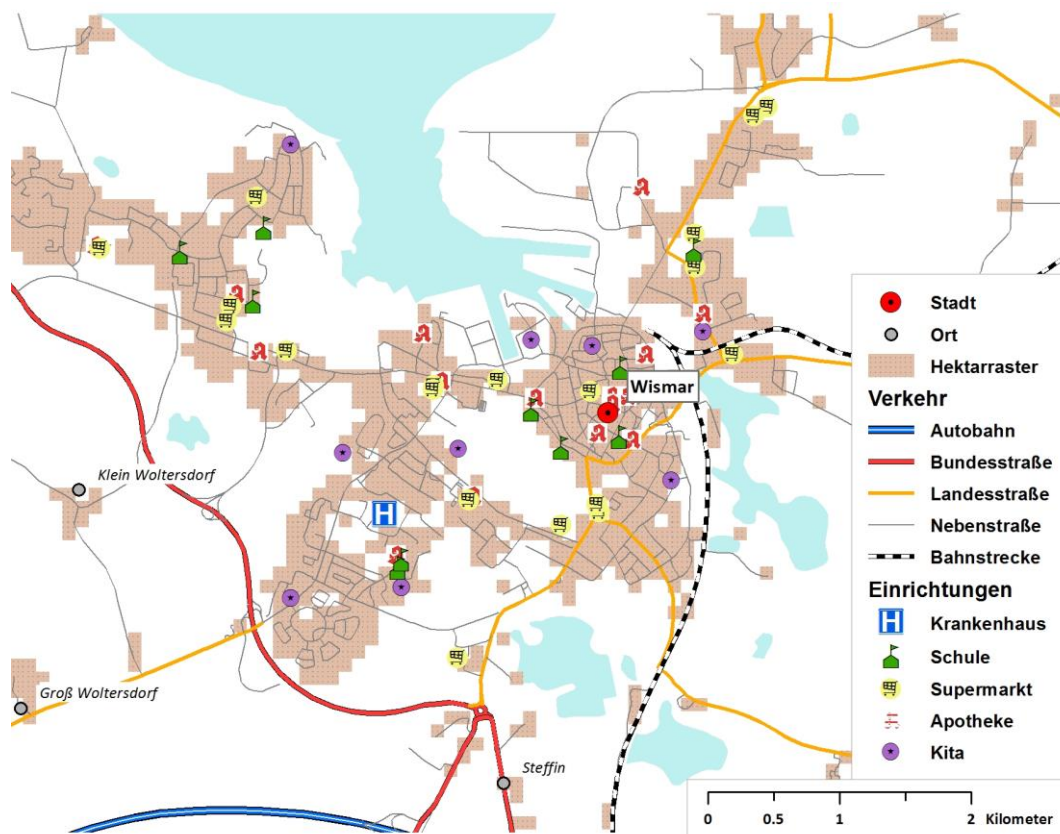 Wismar
Klein Woltersdorf
Groß Woltersdorf
Steffin
H
Stadt
Ort
Hektarraster
Verkehr
Autobahn
Bundesstraße
Landesstraße
Nebenstraße
Bahnstrecke
Einrichtungen
H Krankenhaus
Schule
Supermarkt
Apotheke
Kita
0 0.5 1 2 Kilometer